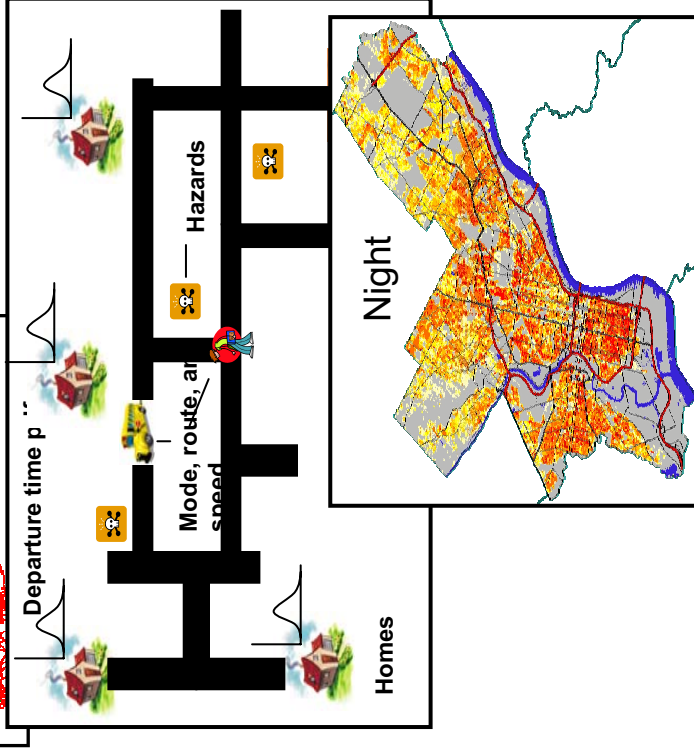 Departure time p
Hazards
Mode, route, an
speed
Homes
Night